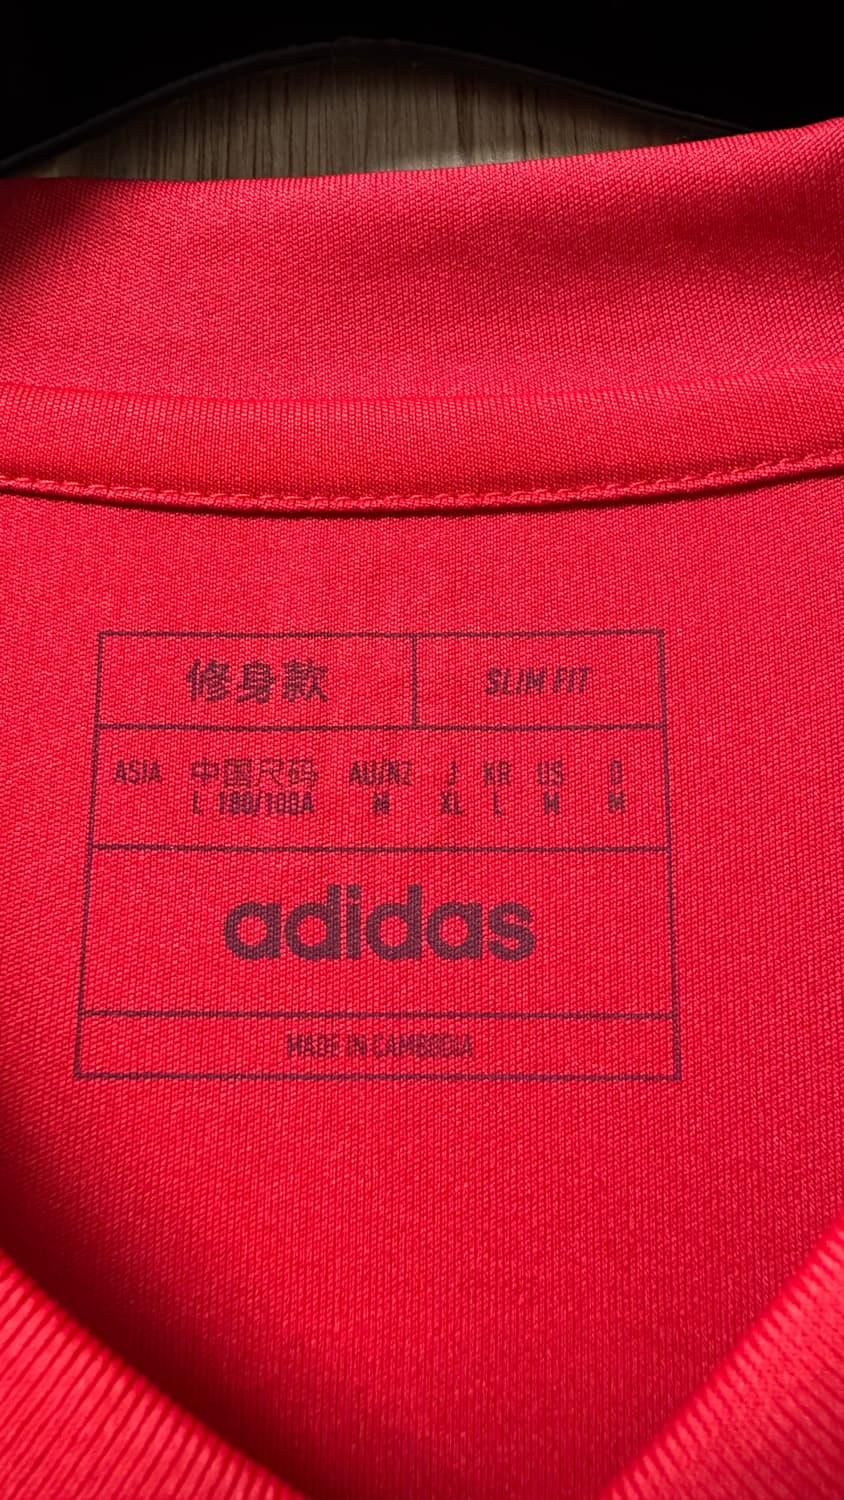 修身款 SLIM FIT
ASIA 中国尺码 AU/NZ J KR US D
L 180/100A M XL L M M
adidas
MADE IN CAMBODIA